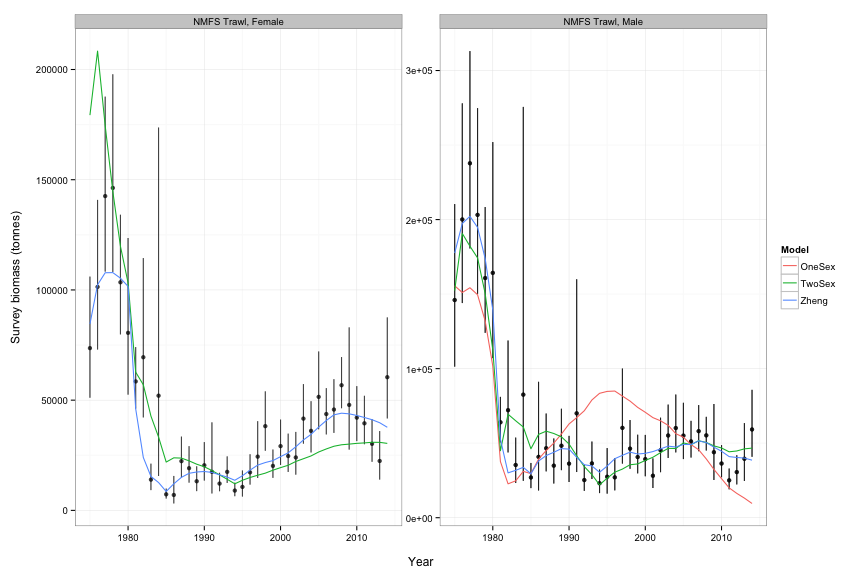 NMFS Trawl, Female
NMFS Trawl, Male
Survey biomass (tonnes)
200000
150000
100000
50000
0
3e+05
2e+05
1e+05
0e+00
1980
1990
2000
2010
1980
1990
2000
2010
Year
Model
OneSex
TwoSex
Zheng